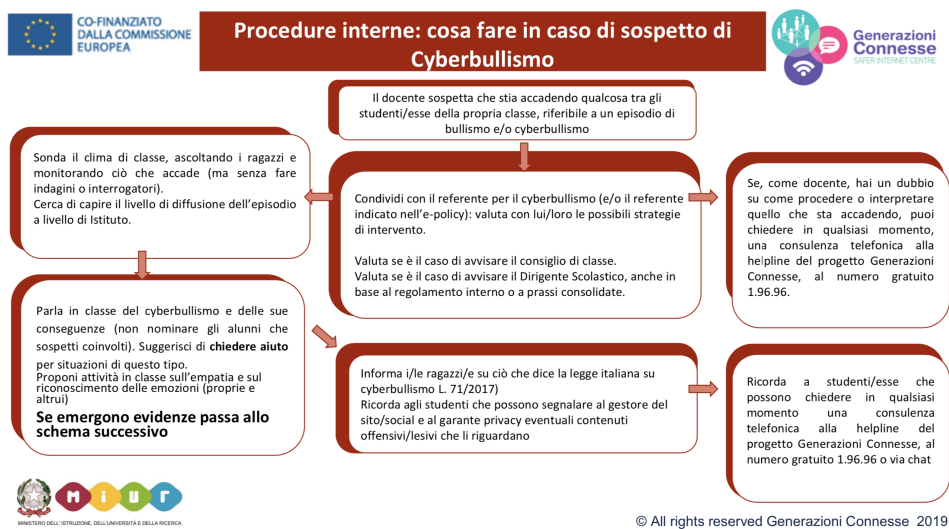 CO-FINANZIATO
DALLA COMMISSIONE
EUROPEA
Procedure interne: cosa fare in caso di sospetto di
Cyberbullismo
Generazioni
Connesse
SAFER INTERNET CENTRE
Il docente sospetta che stia accadendo qualcosa tra gli
studenti/esse della propria classe, riferibile a un episodio di
bullismo e/o cyberbullismo
Sonda il clima di classe, ascoltando i ragazzi e
monitorando ciò che accade (ma senza fare
indagini o interrogatori).
Cerca di capire il livello di diffusione dell'episodio
a livello di Istituto.
Condividi con il referente per il cyberbullismo (e/o il referente
indicato nell'e-policy): valuta con lui/loro le possibili strategie
di intervento.
Valuta se è il caso di avvisare il consiglio di classe.
Valuta se è il caso di avvisare il Dirigente Scolastico, anche in
base al regolamento interno o a prassi consolidate.
Se, come docente, hai un dubbio
su come procedere o interpretare
quello che sta accadendo, puoi
chiedere in qualsiasi momento,
una consulenza telefonica alla
helpline del progetto Generazioni
Connesse, al numero gratuito
1.96.96.
Parla in classe del cyberbullismo e delle sue
conseguenze (non nominare gli alunni che
sospetti coinvolti). Suggerisci di chiedere aiuto
per situazioni di questo tipo.
Proponi attività in classe sull'empatia e sul
riconoscimento delle emozioni (proprie e
altrui)
Se emergono evidenze passa allo
schema successivo
Informa i/le ragazzi/e su ciò che dice la legge italiana su
cyberbullismo L. 71/2017)
Ricorda agli studenti che possono segnalare al gestore del
sito/social e al garante privacy eventuali contenuti
offensivi/lesivi che li riguardano
Ricorda a studenti/esse che
possono chiedere in qualsiasi
momento una consulenza
telefonica alla helpline del
progetto Generazioni Connesse, al
numero gratuito 1.96.96 o via chat
MIUR
MINISTERO DELL' ISTRUZIONE, DELL'UNIVERSITÀ E DELLA RICERCA
© All rights reserved Generazioni Connesse 2019